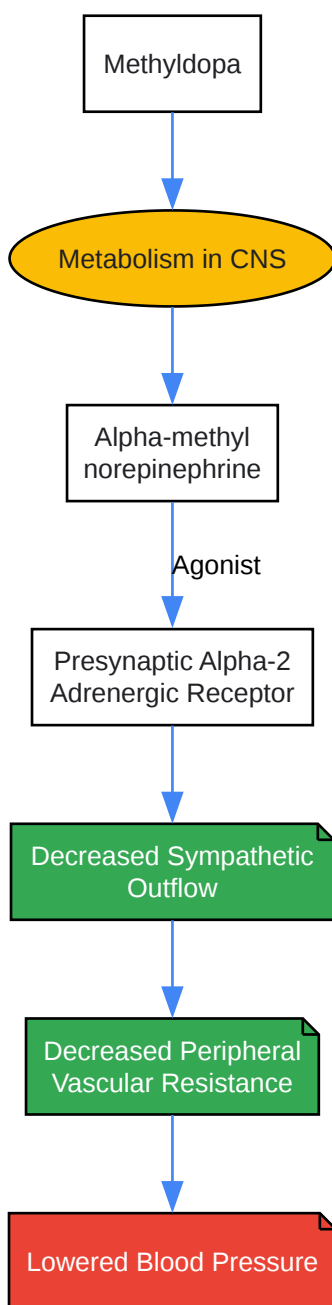 Methyldopa
Metabolism in CNS
Alpha-methyl
norepinephrine
Agonist
Presynaptic Alpha-2
Adrenergic Receptor
Decreased Sympathetic
Outflow
Decreased Peripheral
Vascular Resistance
Lowered Blood Pressure